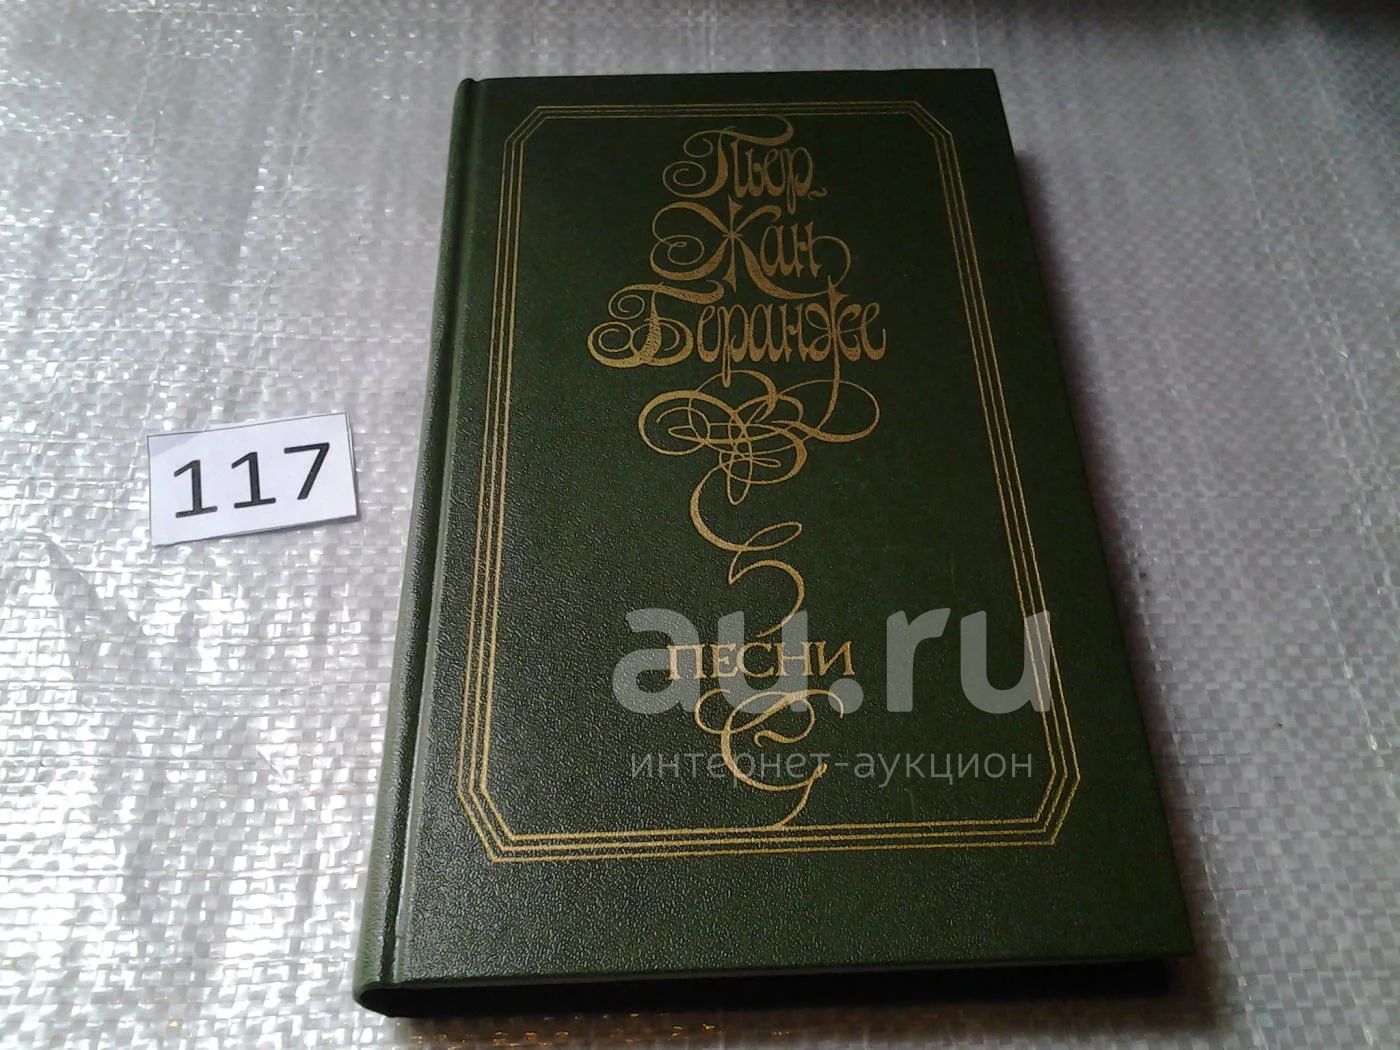 Пьер
Жан
Беранже
117
ПЕСНИ
au.ru
интернет-аукцион